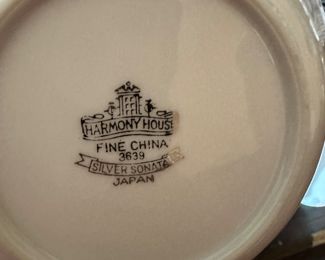 HARMONY HOUSE
FINE CHINA
3639
SILVER SONATA
JAPAN